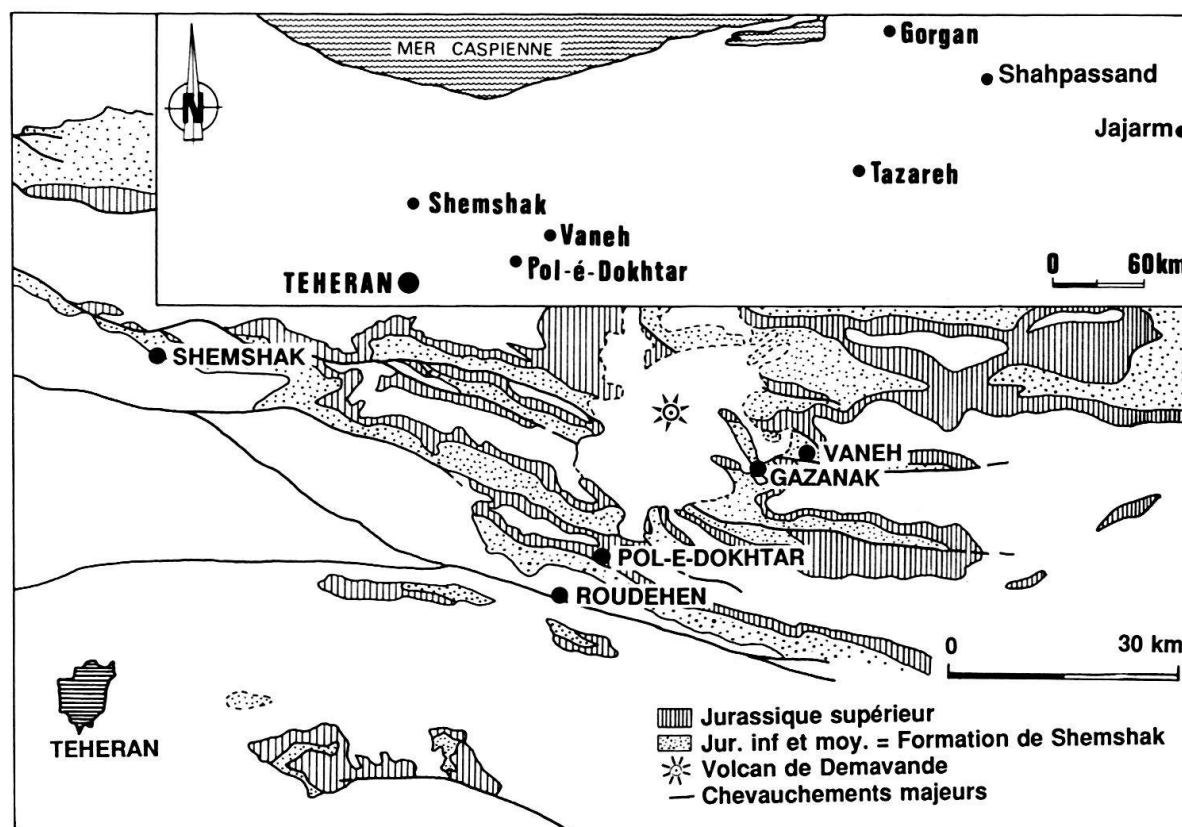 MER CASPIENNE
Gorgan
Shahpassand
Jajarm
N
Tazareh
Shemshak
Vaneh
Pol-é-Dokhtar
TEHERAN
0 60km
SHEMSHAK
VANEH
GAZANAK
POL-E-DOKHTAR
ROUDEHEN
0 30 km
TEHERAN
Jurassique supérieur
Jur. inf et moy. = Formation de Shemshak
Volcan de Demavande
Chevauchements majeurs